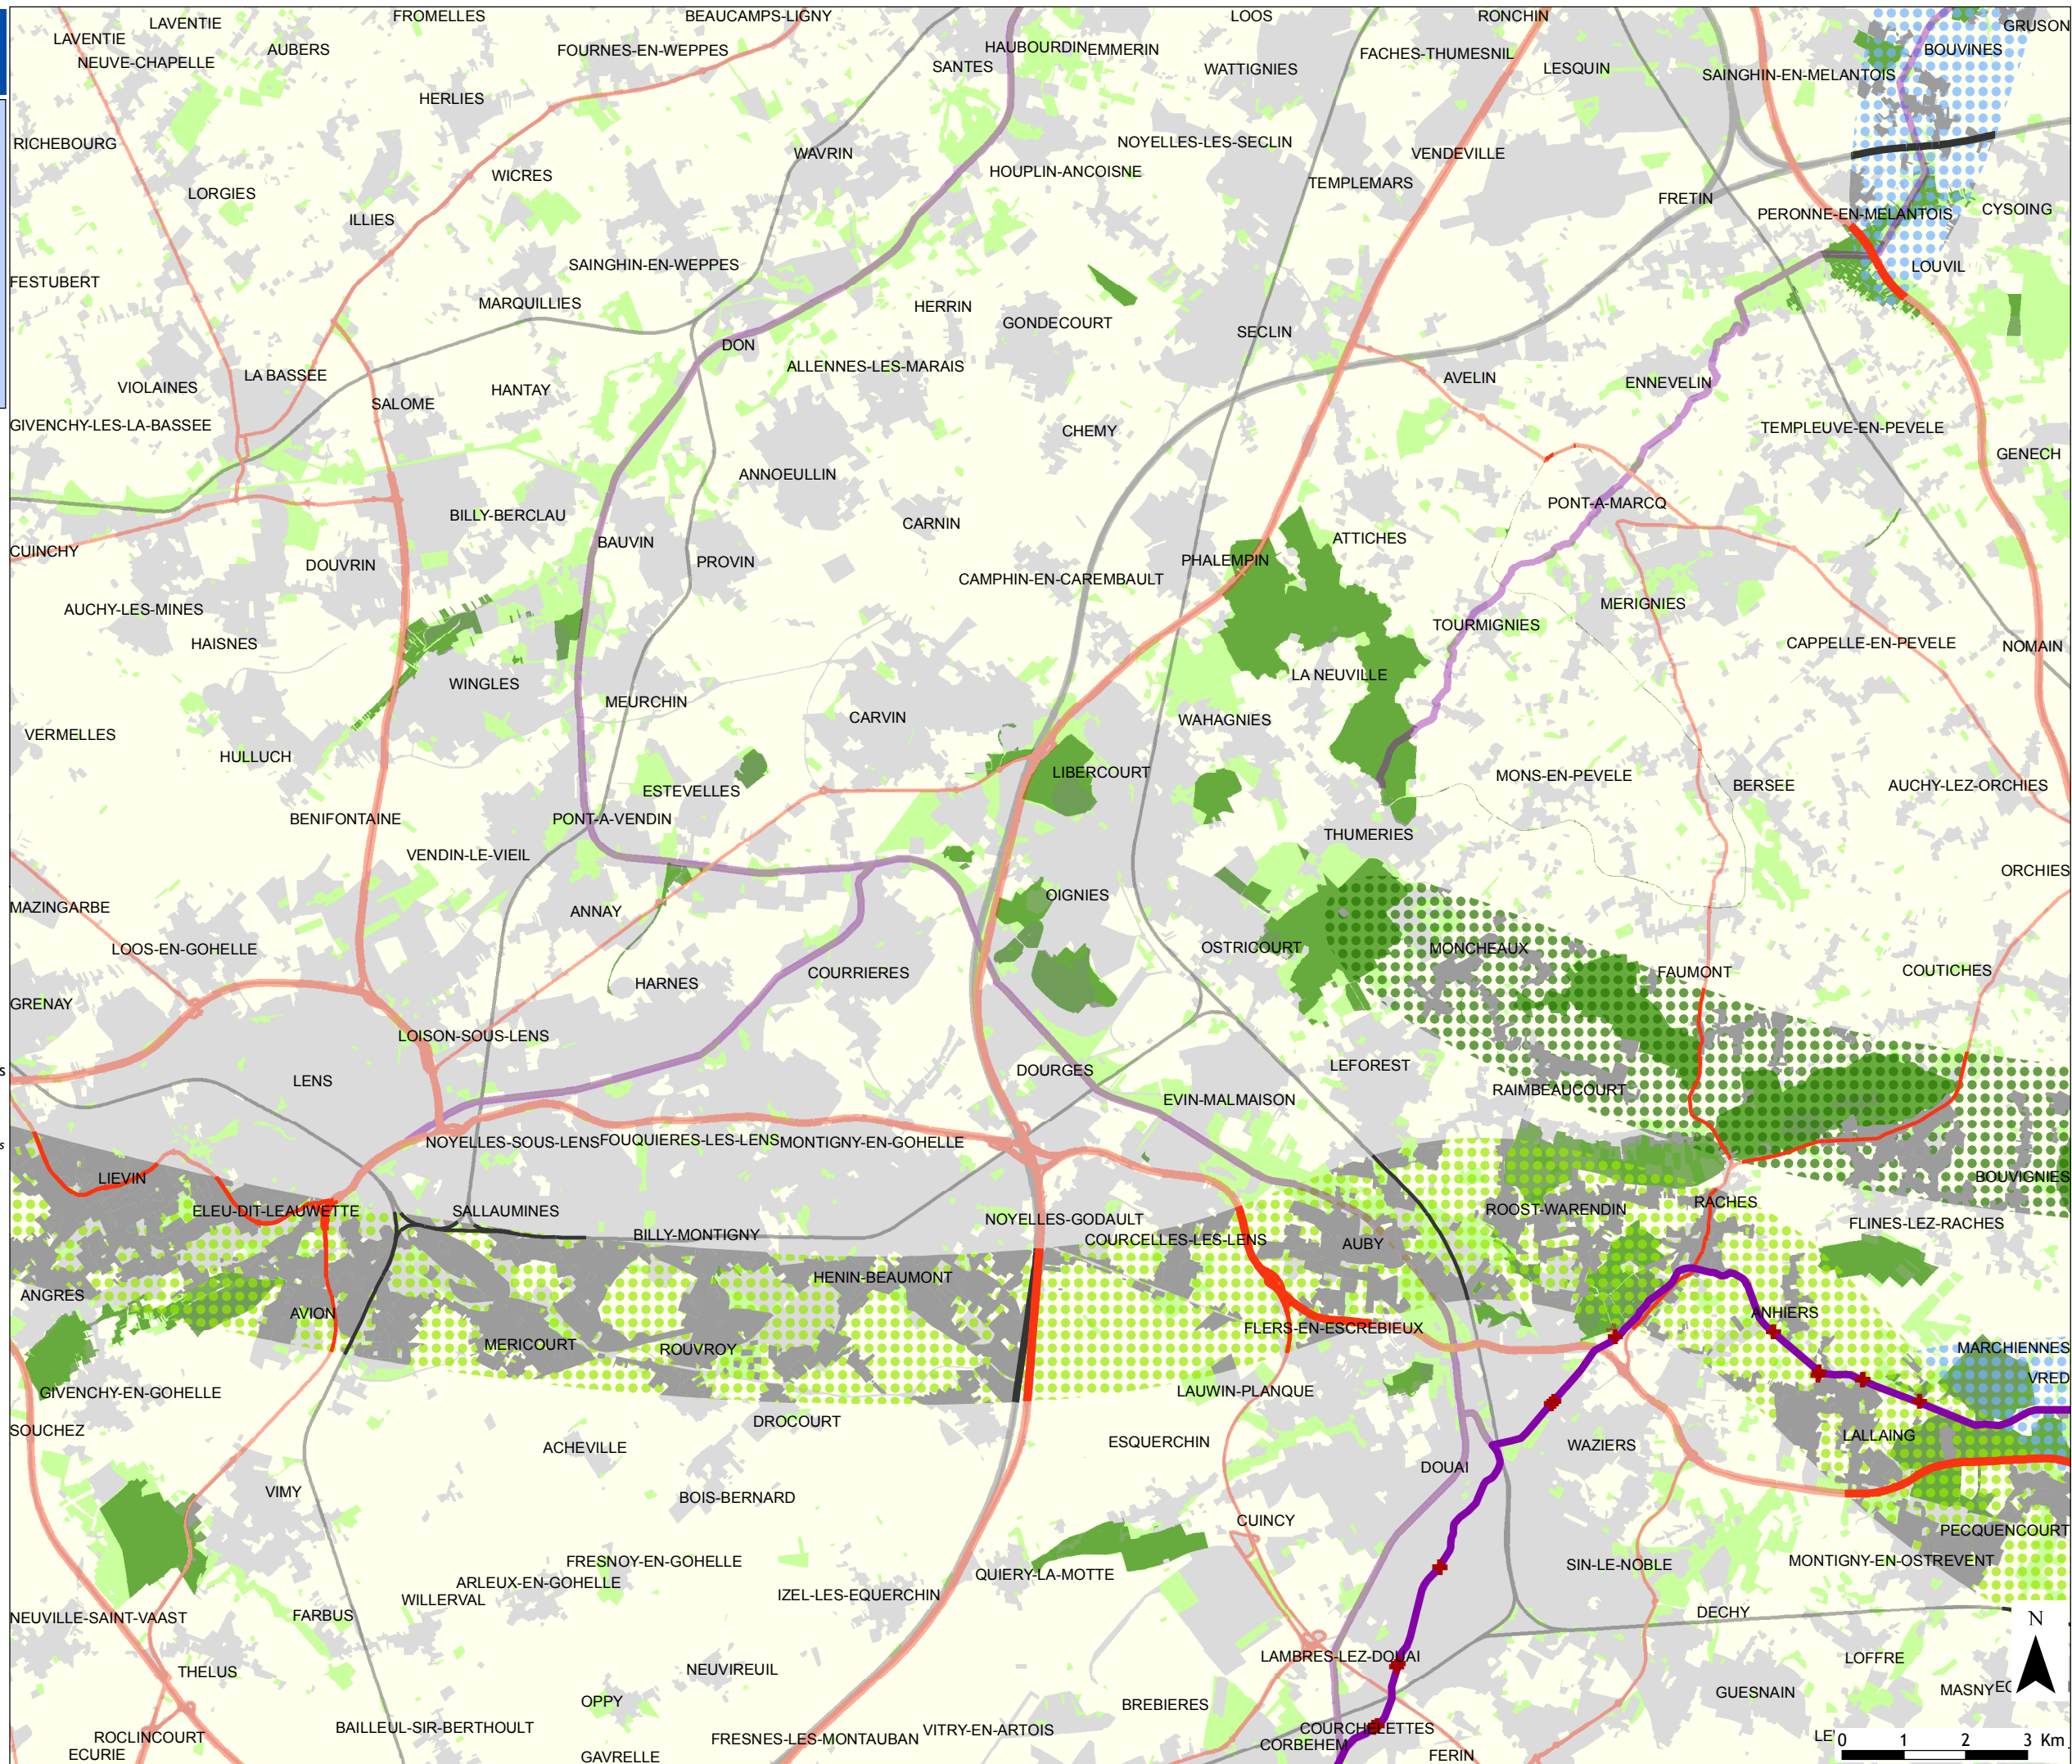 LAVENTIE
FROMELLES
BEAUCAMPS-LIGNY
LOOS
RONCHIN
GRUSON
LAVENTIE
AUBERS
FOURNES-EN-WEPPES
HAUBOURDIN
EMMERIN
FACHES-THUMESNIL
BOUVINES
NEUVE-CHAPELLE
SANTES
WATTIGNIES
LESQUIN
SAINGHIN-EN-MELANTOIS
HERLIES
RICHEBOURG
WAVRIN
NOYELLES-LES-SECLIN
VENDEVILLE
WICRES
HOUPLIN-ANCOISNE
TEMPLEMARS
LORGIES
FRETIN
ILLIES
PERONNE-EN-MELANTOIS
CYSOING
SAINGHIN-EN-WEPPES
LOUVIL
FESTUBERT
MARQUILLIES
HERRIN
GONDECOURT
SECLIN
DON
ALLENNES-LES-MARAIS
LA BASSEE
AVELIN
ENNEVELIN
VIOLAINES
HANTAY
SALOME
GIVENCHY-LES-LA-BASSEE
CHEMY
TEMPLEUVE-EN-PEVELE
GENECH
ANNOEULLIN
BILLY-BERCLAU
CARNIN
PONT-A-MARCQ
CUINCHY
BAUVIN
ATTICHES
DOUVRIN
PROVIN
PHALEMPIN
CAMPHIN-EN-CAREMBAULT
AUCHY-LES-MINES
MERIGNIES
TOURMIGNIES
HAISNES
CAPPELLE-EN-PEVELE
NOMAIN
WINGLES
LA NEUVILLE
MEURCHIN
CARVIN
WAHAGNIES
VERMELLES
HULLUCH
LIBERCOURT
MONS-EN-PEVELE
BERSEE
AUCHY-LEZ-ORCHIES
ESTEVELLES
BENIFONTAINE
PONT-A-VENDIN
THUMERIES
VENDIN-LE-VIEIL
ORCHIES
OIGNIES
MAZINGARBE
ANNAY
LOOS-EN-GOHELLE
OSTRICOURT
MONCHEAUX
COURRIERES
FAUMONT
COUTICHES
HARNES
GRENAY
LOISON-SOUS-LENS
LENS
DOURGES
LEFOREST
s
EVIN-MALMAISON
RAIMBEAUCOURT
NOYELLES-SOUS-LENS
FOUQUIERES-LES-LENS
MONTIGNY-EN-GOHELLE
s
LIEVIN
BOUVIGNIES
ELEU-DIT-LEAUWETTE
SALLAUMINES
NOYELLES-GODAULT
ROOST-WARENDIN
RACHES
FLINES-LEZ-RACHES
BILLY-MONTIGNY
COURCELLES-LES-LENS
AUBY
HENIN-BEAUMONT
ANGRES
AVION
ANHIERS
MERICOURT
ROUVROY
FLERS-EN-ESCREBIEUX
MARCHIENNES
VRED
GIVENCHY-EN-GOHELLE
LAUWIN-PLANQUE
SOUCHEZ
DROCOURT
LALLAING
ACHEVILLE
ESQUERCHIN
WAZIERS
DOUAI
VIMY
BOIS-BERNARD
CUINCY
PECQUENCOURT
FRESNOY-EN-GOHELLE
MONTIGNY-EN-OSTREVENT
SIN-LE-NOBLE
QUIERY-LA-MOTTE
ARLEUX-EN-GOHELLE
IZEL-LES-EQUERCHIN
WILLERVAL
NEUVILLE-SAINT-VAAST
FARBUS
DECHY
N
LAMBRES-LEZ-DOUAI
LOFFRE
THELUS
NEUVIREUIL
GUESNAIN
MASNY
EC
OPPY
BREBIERES
BAILLEUL-SIR-BERTHOULT
VITRY-EN-ARTOIS
COURCHELETTES
ROCLINCOURT
FRESNES-LES-MONTAUBAN
LE
0 1 2 3 Km
CORBEHEM
ECURIE
GAVRELLE
FERIN